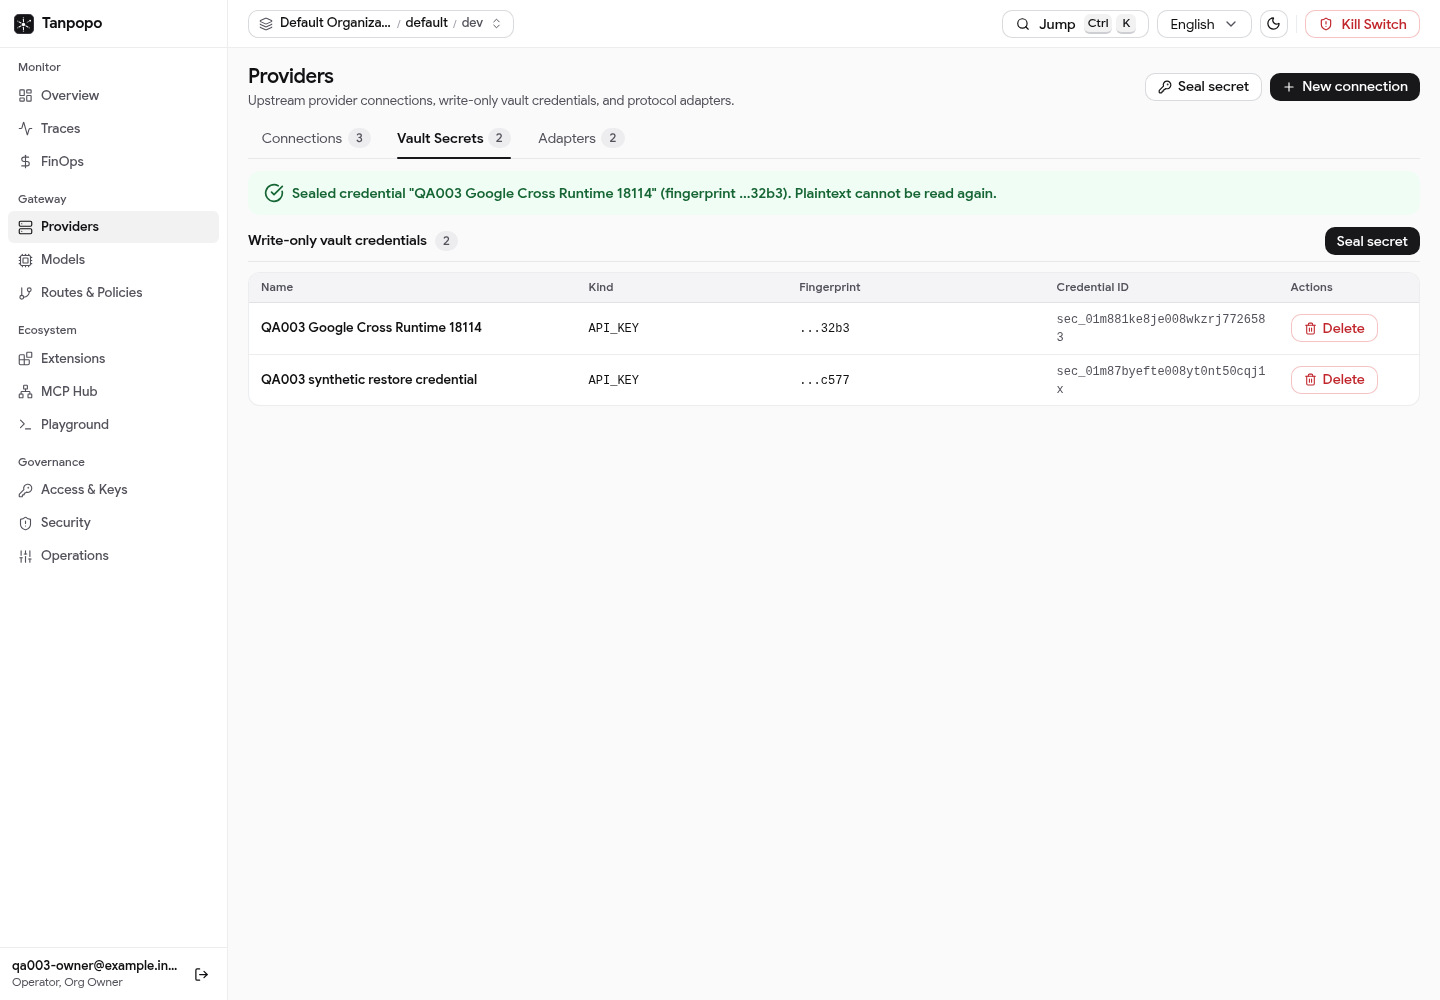 Tanpopo
Default Organiza... / default / dev
Jump Ctrl K
English
Kill Switch
Monitor
Overview
Traces
FinOps
Gateway
Providers
Models
Routes & Policies
Ecosystem
Extensions
MCP Hub
Playground
Governance
Access & Keys
Security
Operations
qa003-owner@example.in...
Operator, Org Owner
Providers
Upstream provider connections, write-only vault credentials, and protocol adapters.
Seal secret
New connection
Connections 3
Vault Secrets 2
Adapters 2
Sealed credential "QA003 Google Cross Runtime 18114" (fingerprint ...32b3). Plaintext cannot be read again.
Write-only vault credentials 2
Seal secret
Name Kind Fingerprint Credential ID Actions
QA003 Google Cross Runtime 18114 API_KEY ...32b3 sec_01m881ke8je008wkzrj772658
3
Delete
QA003 synthetic restore credential API_KEY ...c577 sec_01m87byefte008yt0nt50cqj1
x
Delete